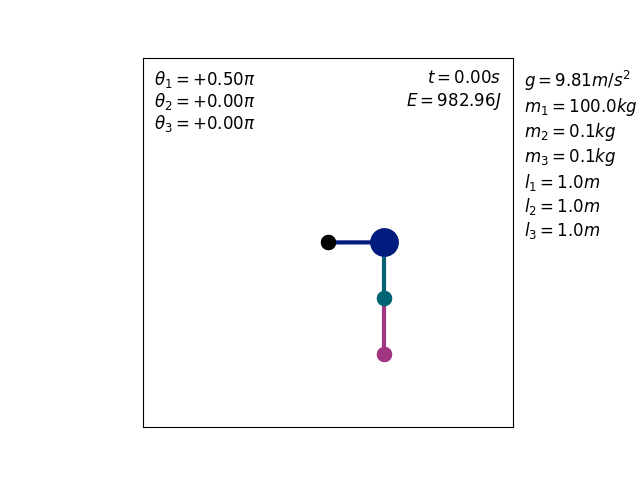 θ₁ = +0.50π
θ₂ = +0.00π
θ₃ = +0.00π
t = 0.00s
E = 982.96J
g = 9.81m/s²
m₁ = 100.0kg
m₂ = 0.1kg
m₃ = 0.1kg
l₁ = 1.0m
l₂ = 1.0m
l₃ = 1.0m